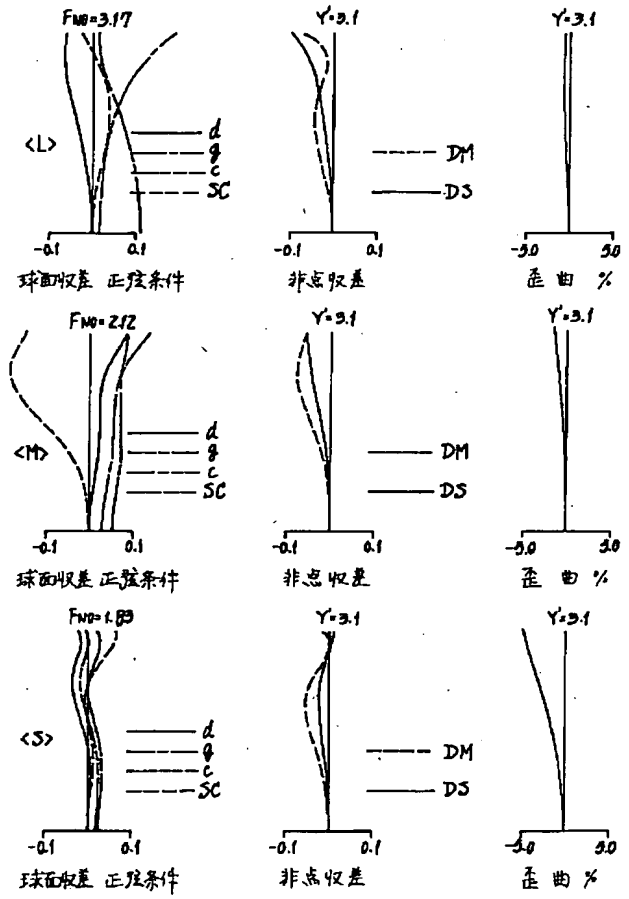 FNO=3.17 Y'=3.1 Y'=3.1
<L>
d
g
c
SC
DM
DS
-0.1 0.1 -0.1 0.1 -5.0 5.0
球面収差 正弦条件 非点収差 歪曲 %
FNO=2.12 Y'=3.1 Y'=3.1
<M>
d
g
c
SC
DM
DS
-0.1 0.1 -0.1 0.1 -5.0 5.0
球面収差 正弦条件 非点収差 歪曲 %
FNO=1.83 Y'=3.1 Y'=3.1
<S>
d
g
c
SC
DM
DS
-0.1 0.1 -0.1 0.1 -5.0 5.0
球面収差 正弦条件 非点収差 歪曲 %